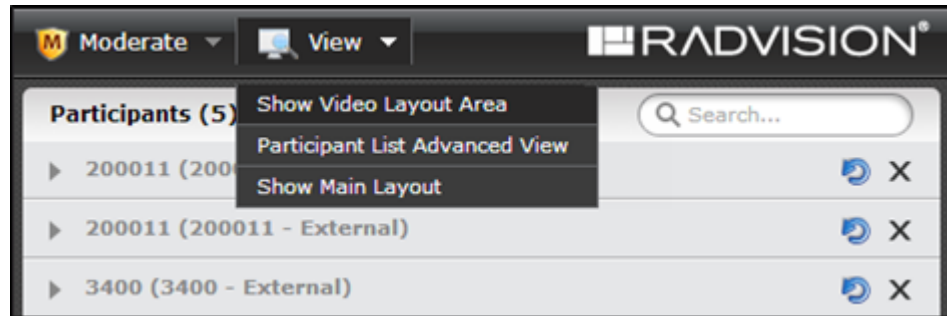 M Moderate View RADVISION®
Participants (5) Search...
Show Video Layout Area
200011 (200
Participant List Advanced View
Show Main Layout
200011 (200011 - External)
3400 (3400 - External)